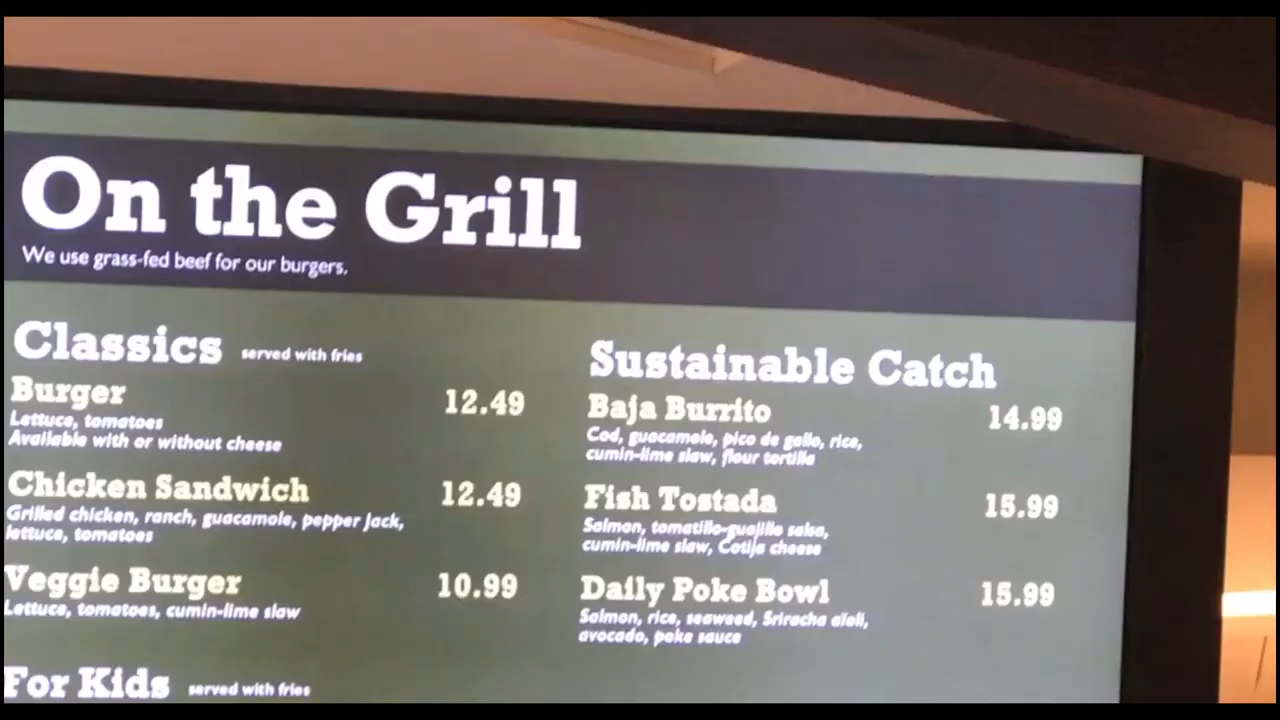 On the Grill
We use grass-fed beef for our burgers.
Classics served with fries
Burger 12.49
Lettuce, tomatoes
Available with or without cheese
Chicken Sandwich 12.49
Grilled chicken, ranch, guacamole, pepper jack,
lettuce, tomatoes
Veggie Burger 10.99
Lettuce, tomatoes, cumin-lime slaw
For Kids served with fries
Sustainable Catch
Baja Burrito 14.99
Cod, guacamole, pico de gallo, rice,
cumin-lime slaw, flour tortilla
Fish Tostada 15.99
Salmon, tomatillo-guajillo salsa,
cumin-lime slaw, Cotija cheese
Daily Poke Bowl 15.99
Salmon, rice, seaweed, Sriracha aïoli,
avocado, poke sauce